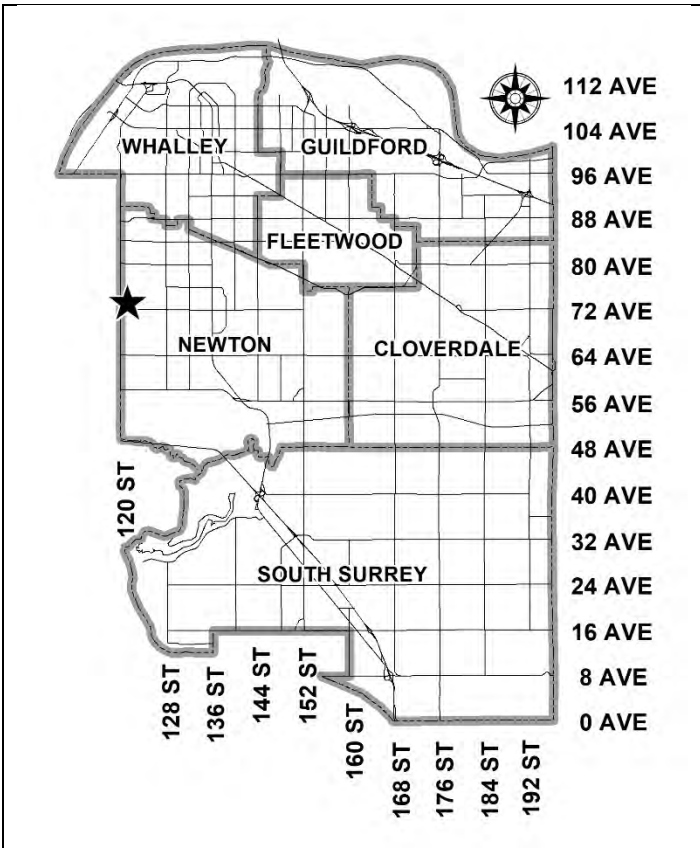 112 AVE
104 AVE
WHALLEY
GUILDFORD
96 AVE
88 AVE
FLEETWOOD
80 AVE
72 AVE
NEWTON
CLOVERDALE
64 AVE
56 AVE
48 AVE
120 ST
40 AVE
32 AVE
SOUTH SURREY
24 AVE
16 AVE
8 AVE
0 AVE
128 ST
136 ST
144 ST
152 ST
160 ST
168 ST
176 ST
184 ST
192 ST